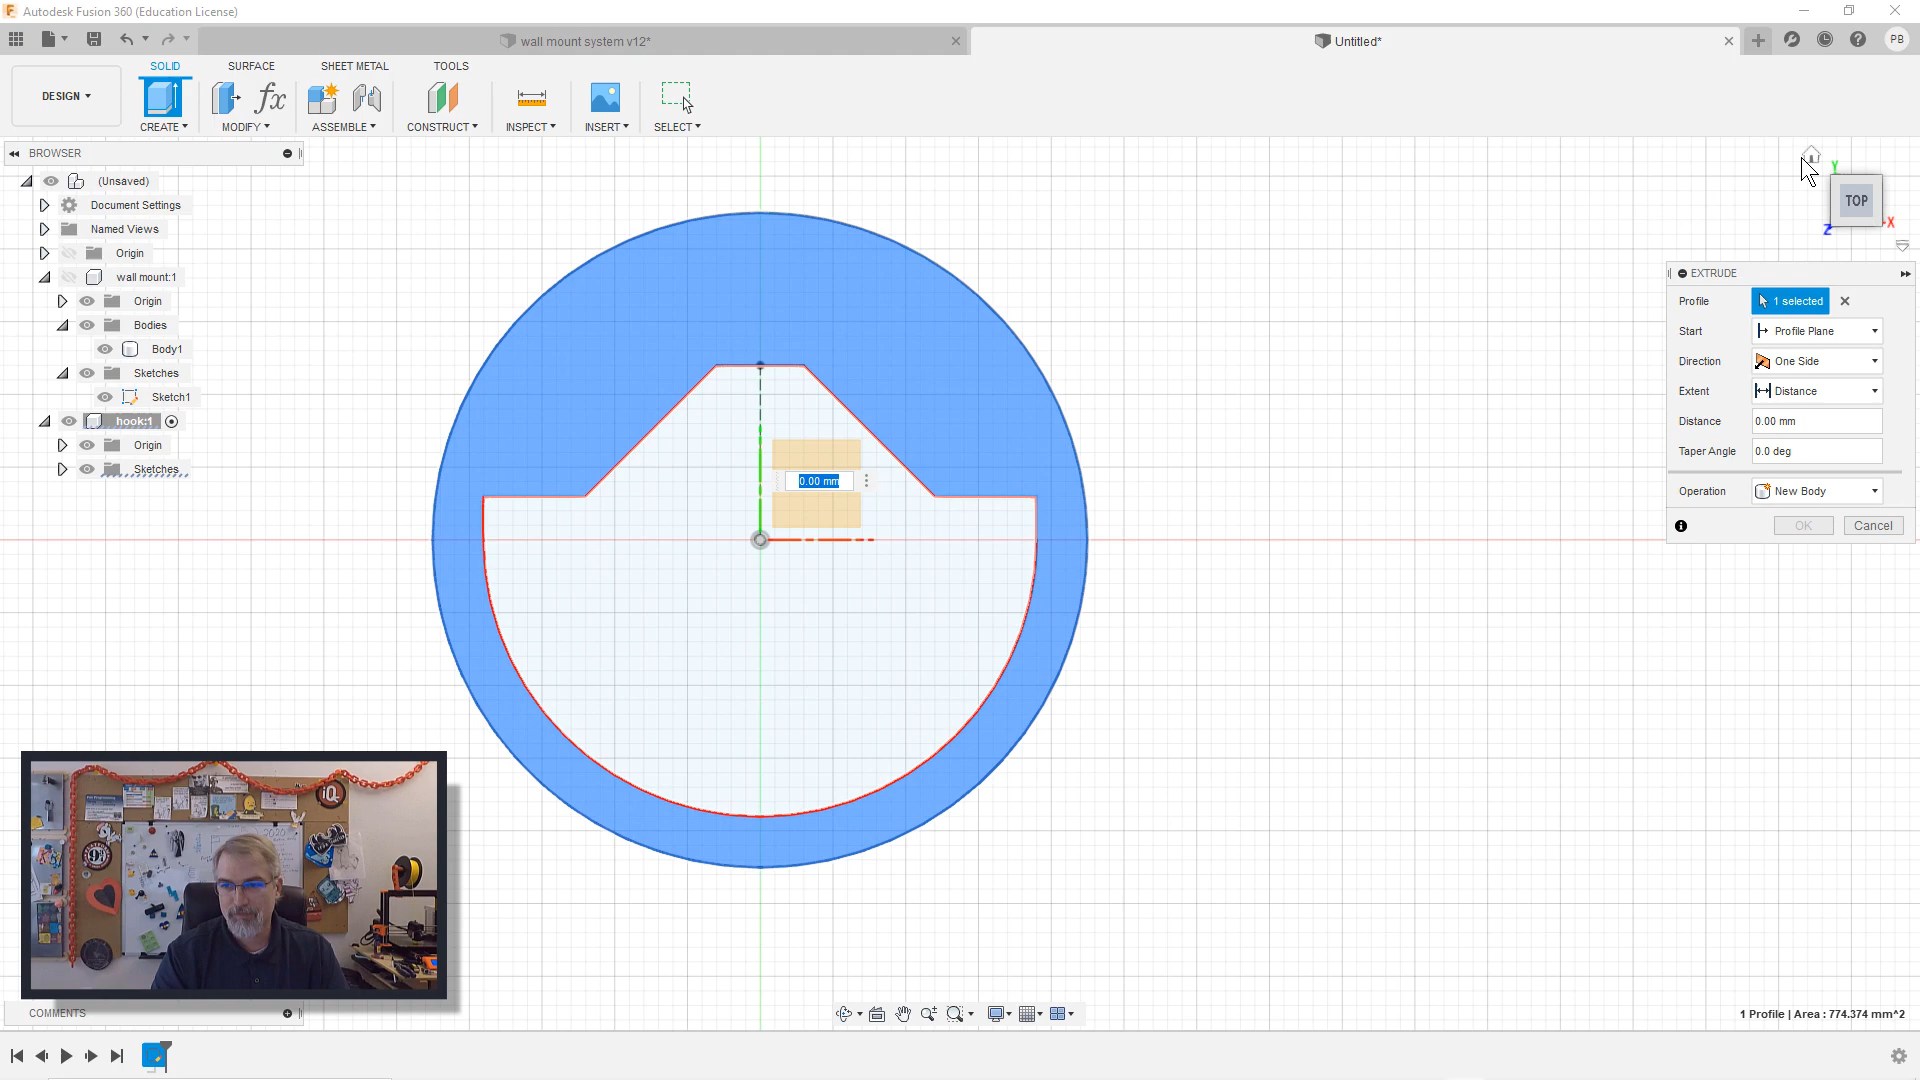 Autodesk Fusion 360 (Education License)
wall mount system v12*
Untitled*
PB
DESIGN
SOLID
SURFACE
SHEET METAL
TOOLS
CREATE
MODIFY
ASSEMBLE
CONSTRUCT
INSPECT
INSERT
SELECT
BROWSER
(Unsaved)
Document Settings
Named Views
Origin
wall mount:1
Origin
Bodies
Body1
Sketches
Sketch1
hook:1
Origin
Sketches
0.00 mm
Y
TOP
X
Z
EXTRUDE
Profile 1 selected
Start Profile Plane
Direction One Side
Extent Distance
Distance 0.00 mm
Taper Angle 0.0 deg
Operation New Body
OK Cancel
iQ
2020
COMMENTS
1 Profile | Area : 774.374 mm^2